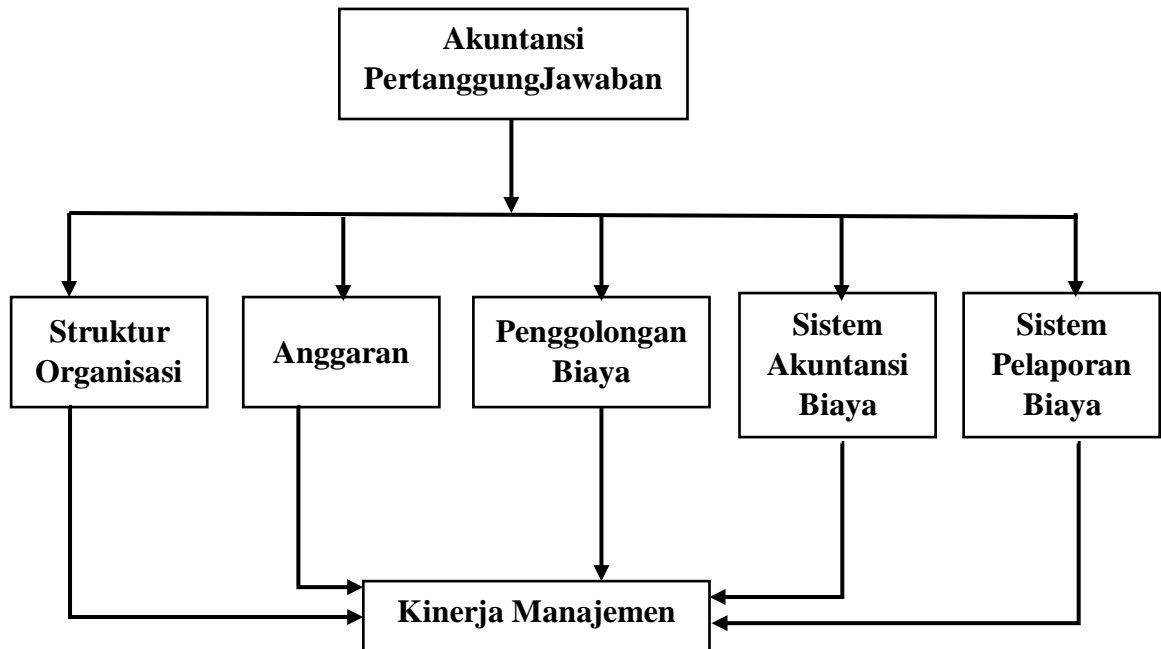 Akuntansi
PertanggungJawaban
Struktur
Organisasi
Anggaran
Penggolongan
Biaya
Sistem
Akuntansi
Biaya
Sistem
Pelaporan
Biaya
Kinerja Manajemen